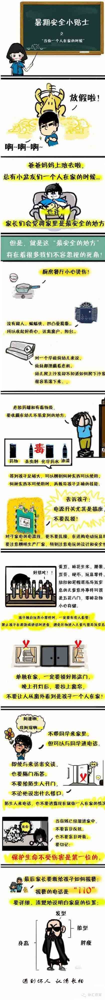 暑期安全小贴士
之
“当你一个人在家的时候”
放假啦！
啊~啊~啊~
爸爸妈妈上班去啦，
总有小盆友们一个人在家的时候...
也许，
家长们会觉得家里是最安全的地方
但是，就是这“最安全的地方”
存在着很多我们不容忽视的死角！
厨房餐厅小心烫伤！
没有超人、蝙蝠侠、凹凸曼蜀黍...
所以收起好奇心，远离窗户、阳台...
对一个学龄前幼儿来说，
处处都潜藏着危机，
幼儿爬上沙发却不知道如何爬下沙发
很容易滚下来。。
危险药罐和有毒物质，
要收藏在幼儿不易拿到的地方。
毒
药物 杀虫剂 化学药水 油漆
等到孩子足够大，可以辨别何种东西可以使用、
何种东西不可使用时，再教导孩子正确的技能。
告诉孩子：
电源开关尤其是插座，
不要乱摸！
对于家电的电源线，更不要乱接，在选购电动玩具时
要注意辨明生产厂家，特别注意电玩的设计和安全性
好想吃！！
黄豆、碎花生米、腰果、
豆芽、硬币、玩具零件、
纽扣和笔帽等而导致窒
息的儿童意外事件可谓
是五花八门，零碎杂物
小心存储。
孩子独自玩弄小零件时，一定要有旁人看管；
禁止孩子在奔跑或讲话时进食，避免异物进入儿童气管导致窒息
单独在家，一定要锁好防盗门。
晚上开灯后，要拉上窗帘，
不要让人从窗外看到是孩子一个人在家！
阿谦啊，
我阿琛啊...
不带同学来家里，
但可以与同学通电话。
即使与来访者交谈，
也要隔门而答。
不要给陌生人开门，
不论他说出什么借口。
陌生人来电话，也不要透露现在就你一人在家的情况
救命！
当窃贼已经溜进家中，
不要盲目反抗，
也不要盲目呼救。
要切记：
保护生命不受伤害是第一位的。
最后家长要教给孩子如何报警：
报警的电话是“110”
要详细、清楚地说明白家庭的位置；
发型
脸型
身高
胖瘦
遇到坏人 认清长相
徐汇教育